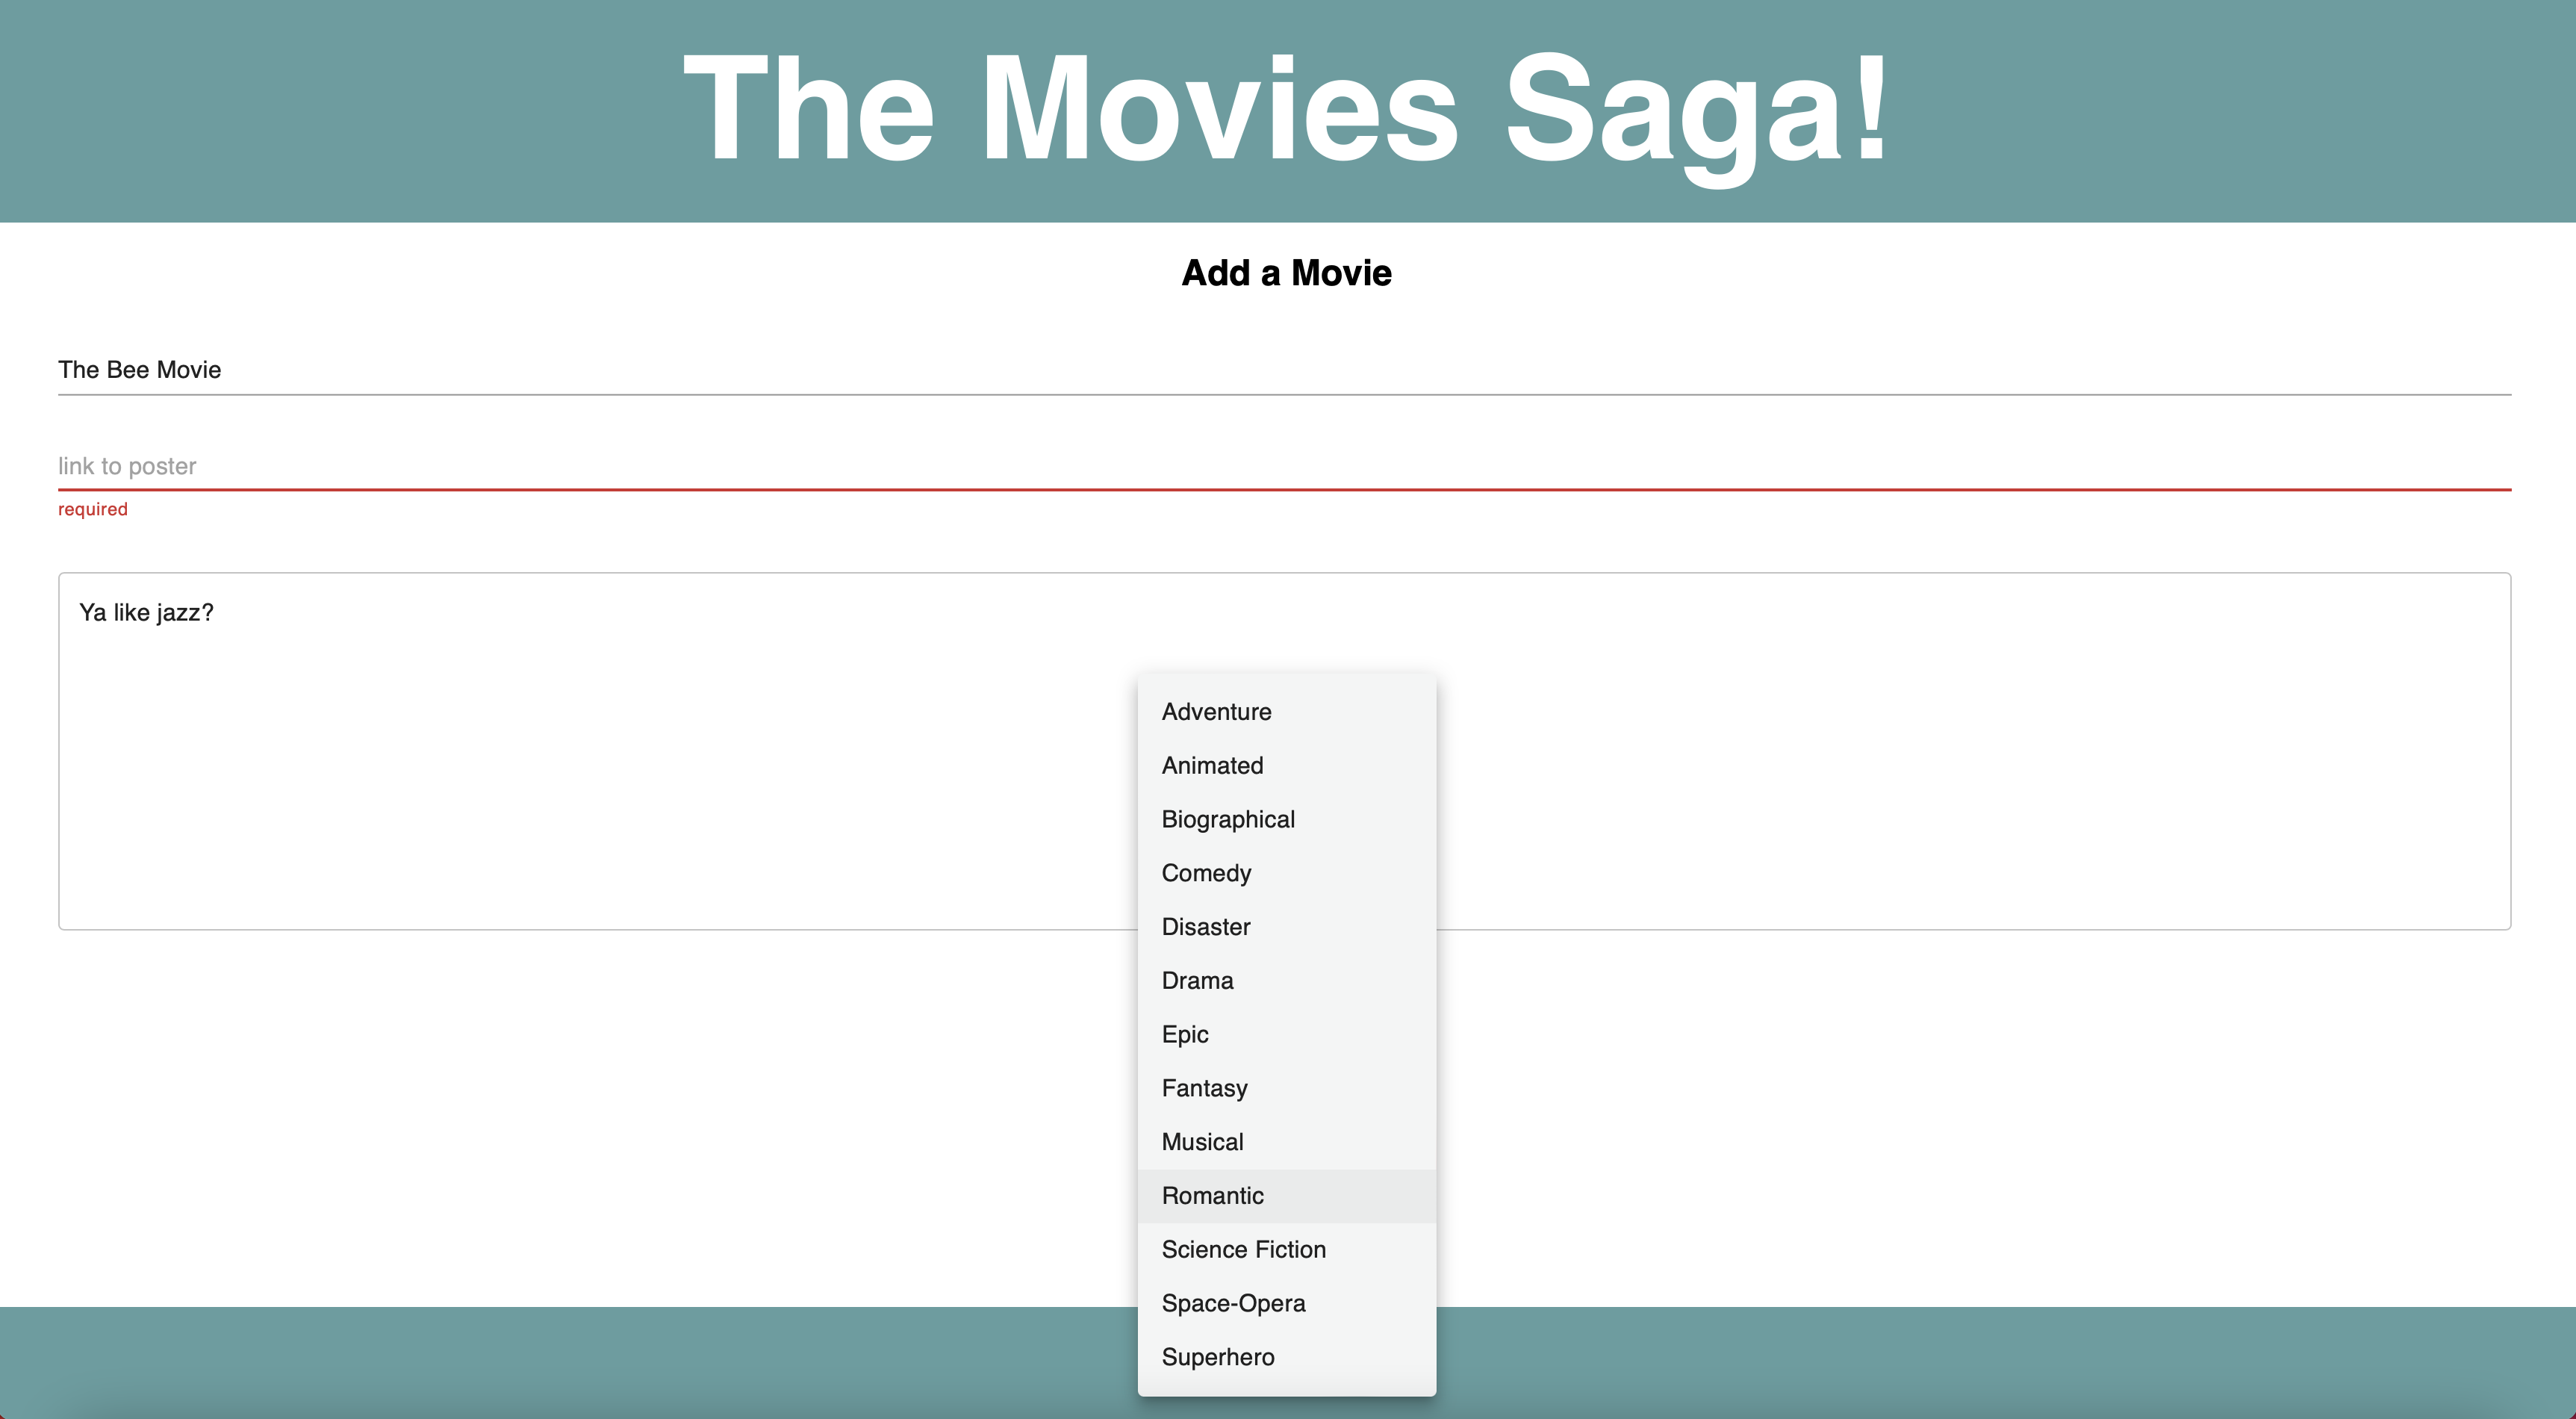 The Movies Saga!
Add a Movie
The Bee Movie
link to poster
required
Ya like jazz?
Adventure
Animated
Biographical
Comedy
Disaster
Drama
Epic
Fantasy
Musical
Romantic
Science Fiction
Space-Opera
Superhero